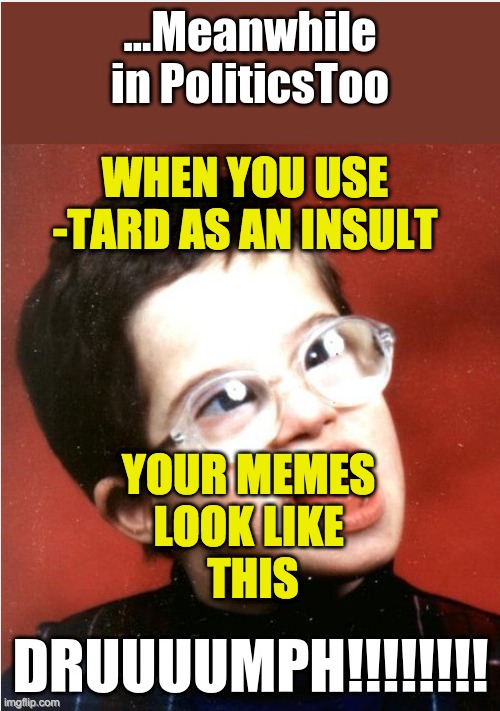 ...Meanwhile
in PoliticsToo
WHEN YOU USE
-TARD AS AN INSULT
YOUR MEMES
LOOK LIKE
THIS
DRUUUUMPH!!!!!!!!
imgflip.com